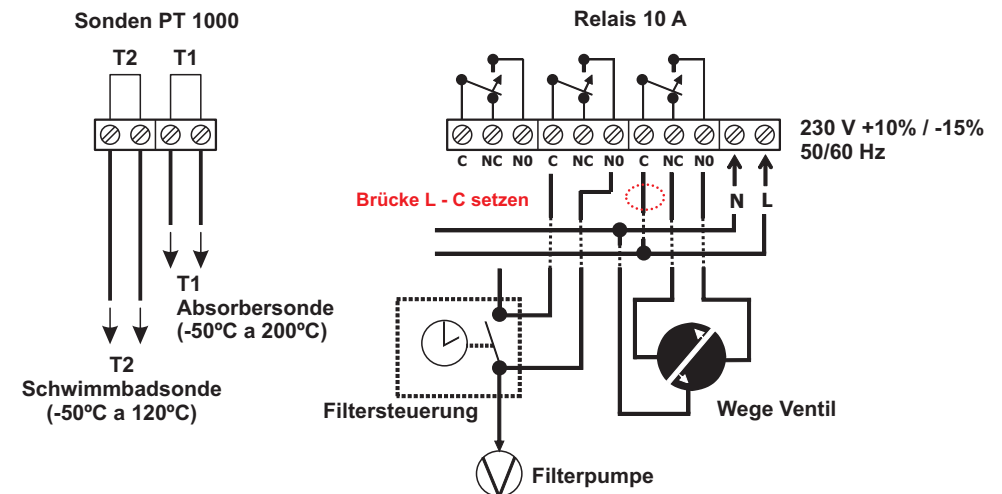 Sonden PT 1000
T2 T1
T1
Absorbersonde
(-50ºC a 200ºC)
T2
Schwimmbadsonde
(-50ºC a 120ºC)
Relais 10 A
230 V +10% / -15%
50/60 Hz
C NC N0 C NC N0 C NC N0
Brücke L - C setzen
N L
Filtersteuerung
Wege Ventil
Filterpumpe